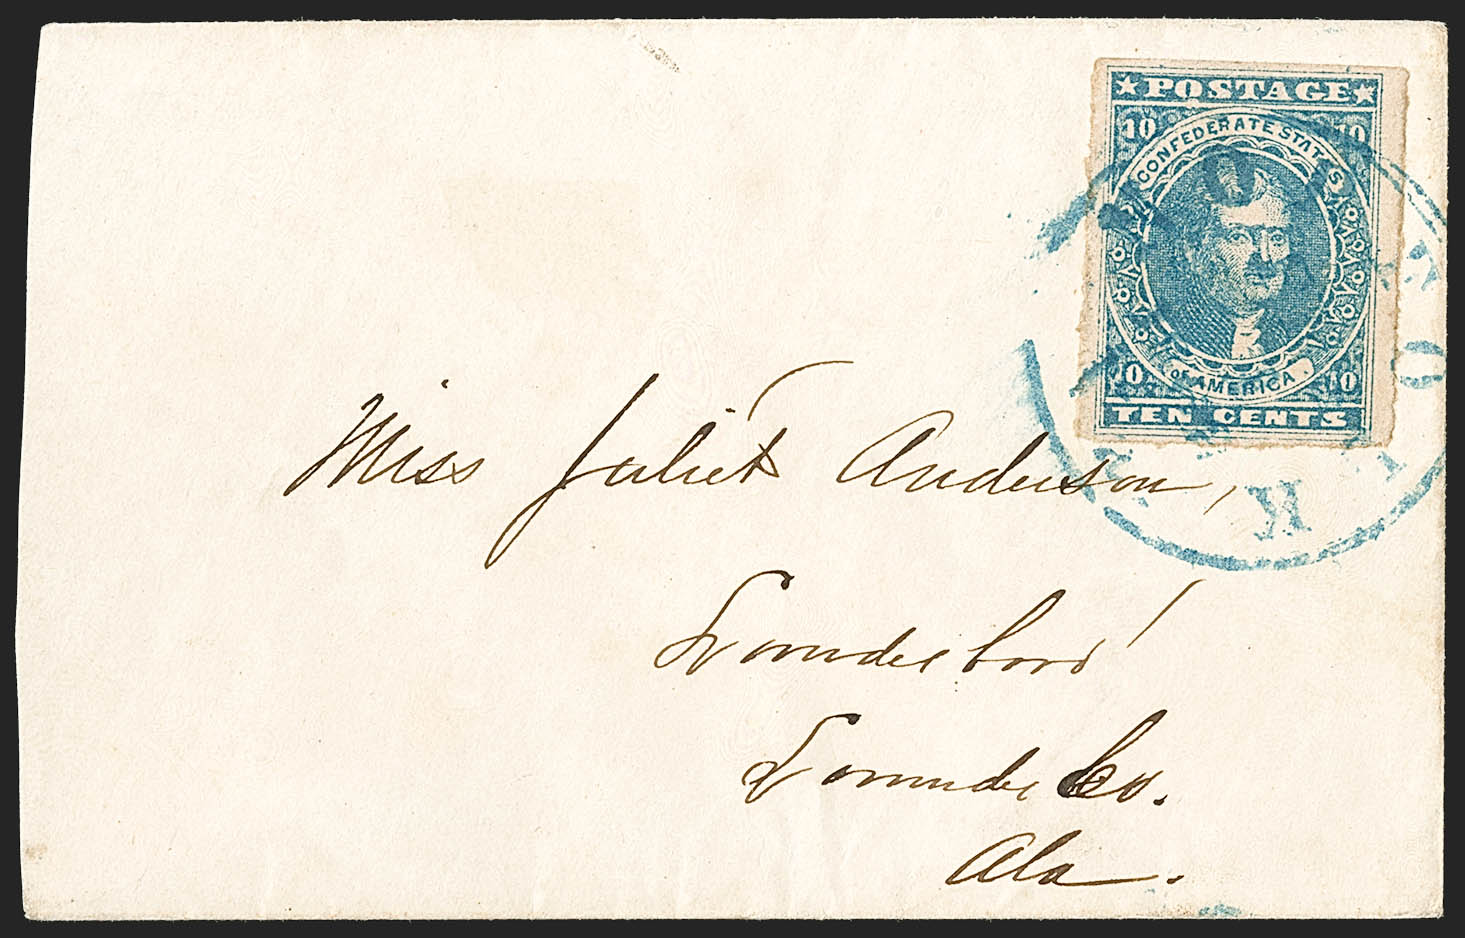 ★ POSTAGE ★
10 10
CONFEDERATE STATES
OF AMERICA.
10 10
TEN CENTS
K
Miss Juliet Anderson,
Lowndesboro'
Lowndes Co.
Ala.